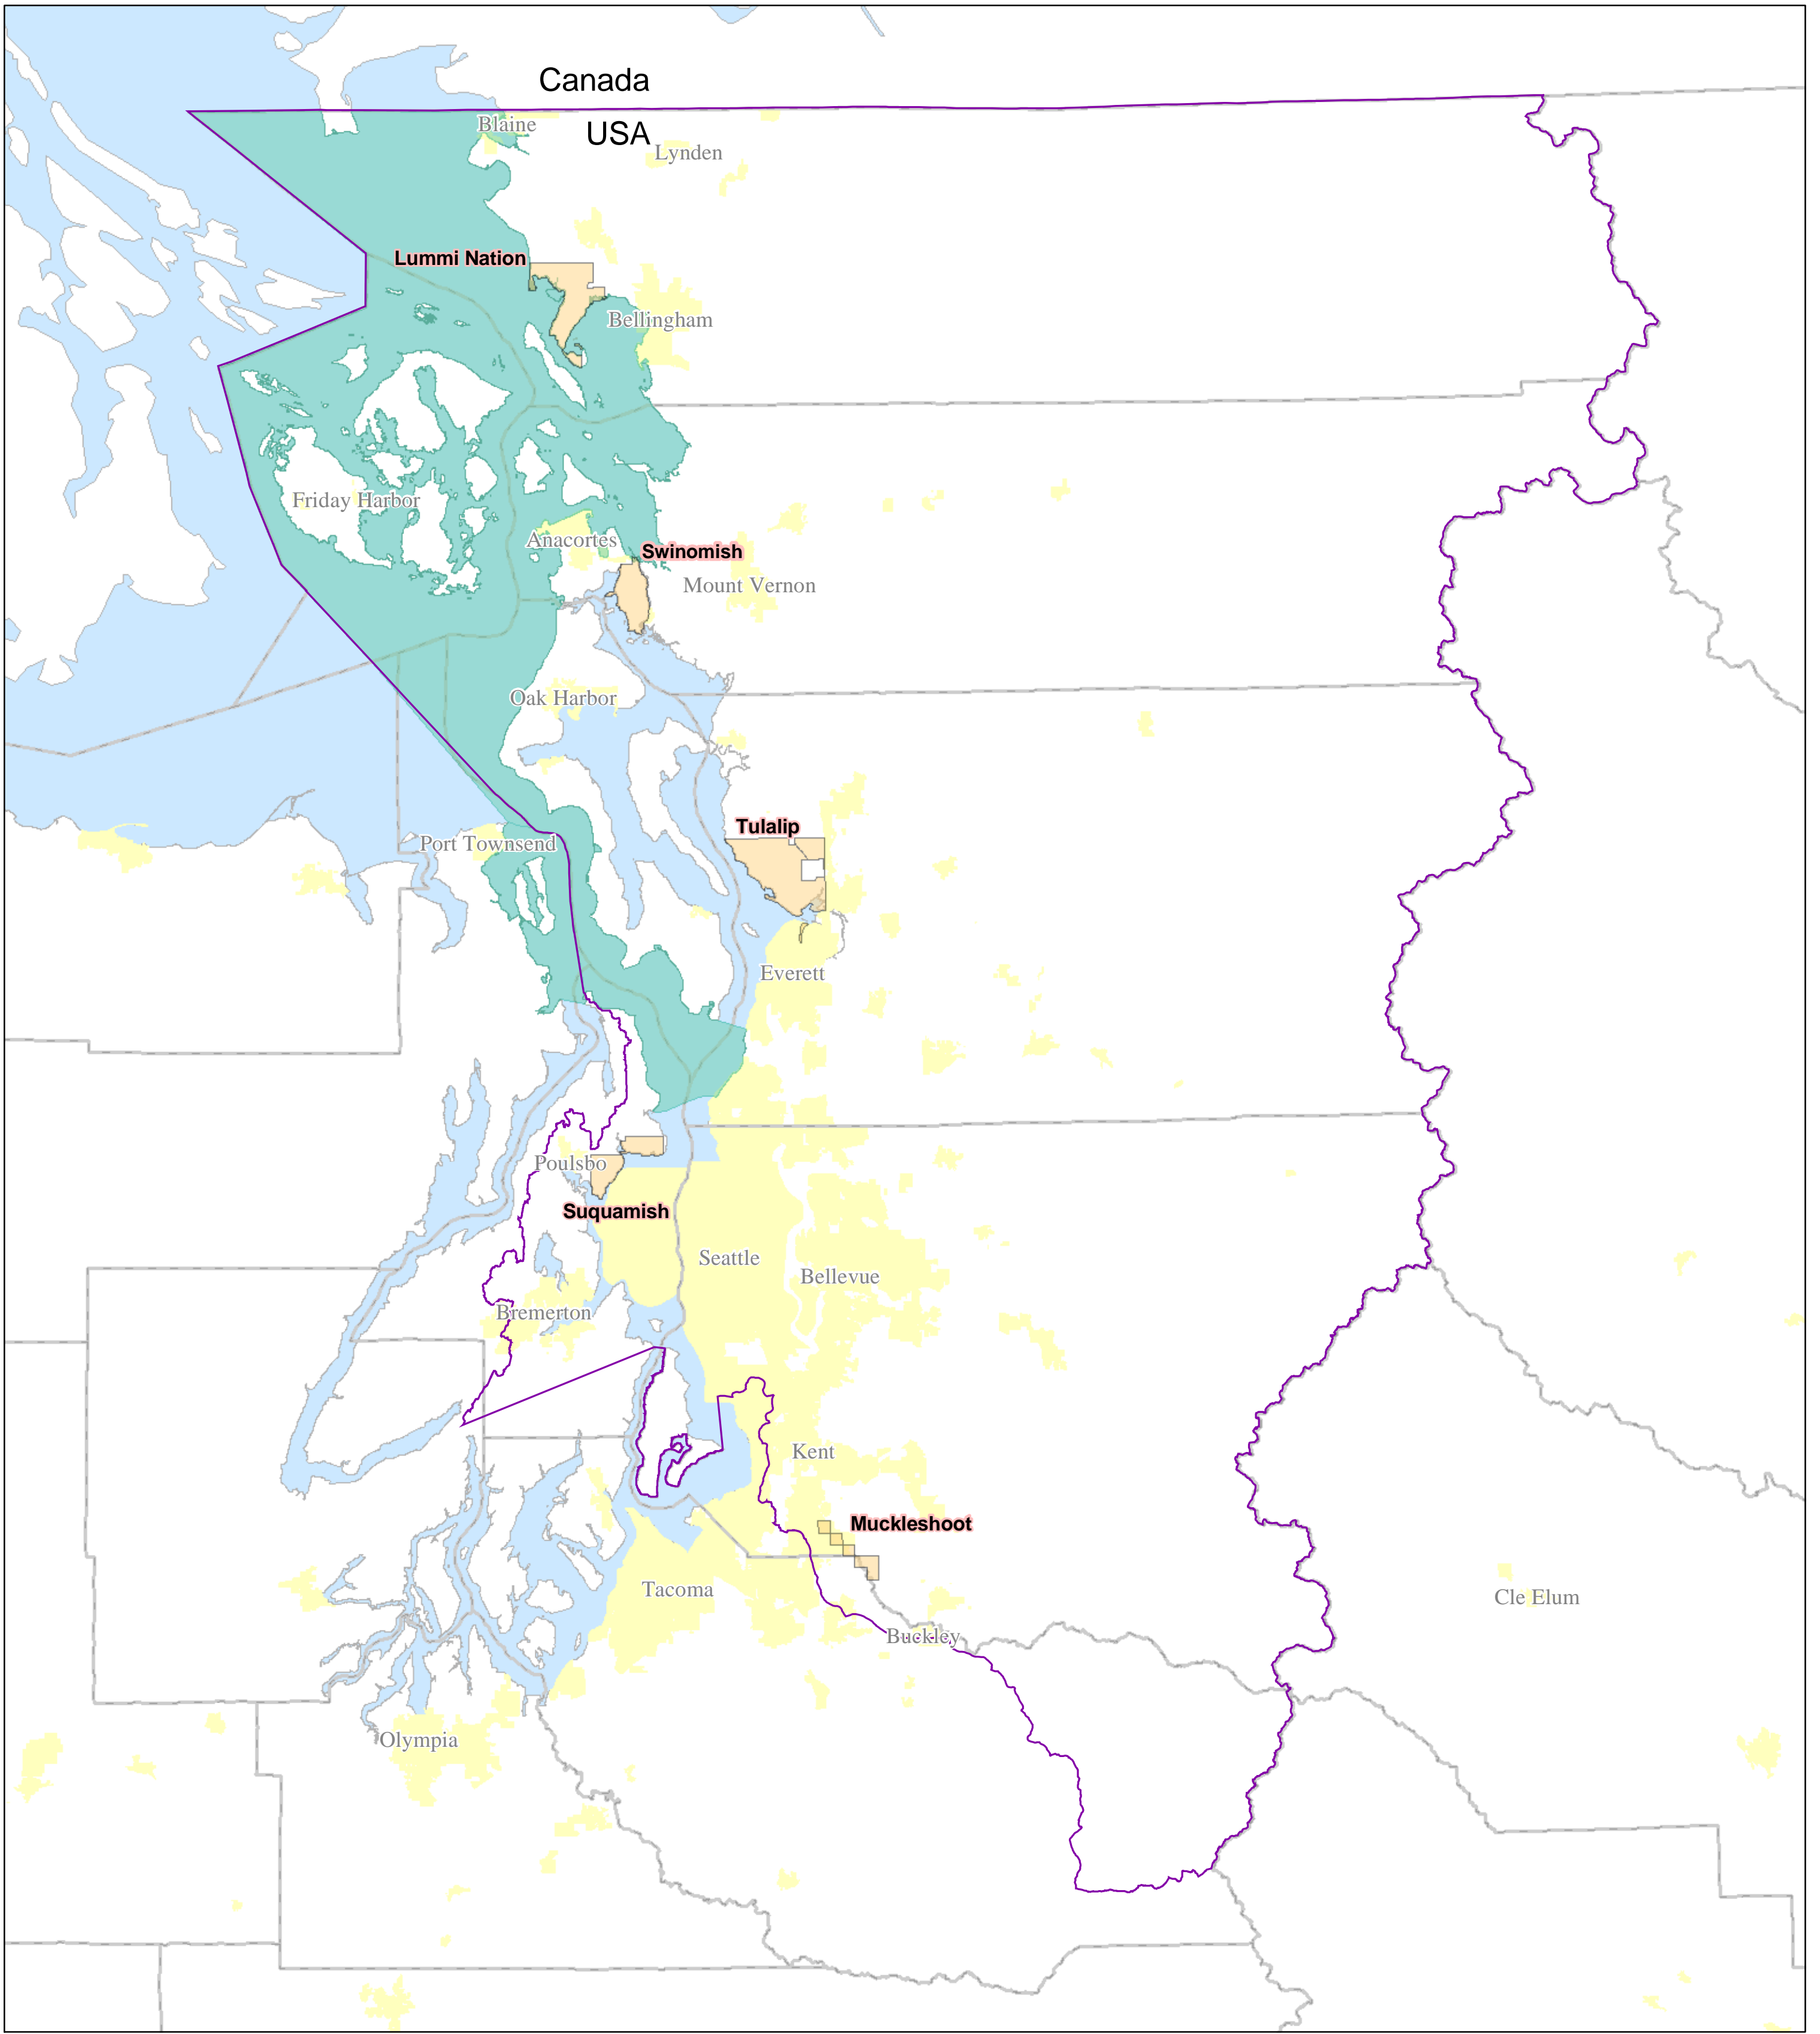 Canada
Blaine
USA
Lynden
Lummi Nation
Bellingham
Friday Harbor
Anacortes
Swinomish
Mount Vernon
Oak Harbor
Tulalip
Port Townsend
Everett
Poulsbo
Suquamish
Seattle
Bellevue
Bremerton
Kent
Muckleshoot
Tacoma
Cle Elum
Buckley
Olympia